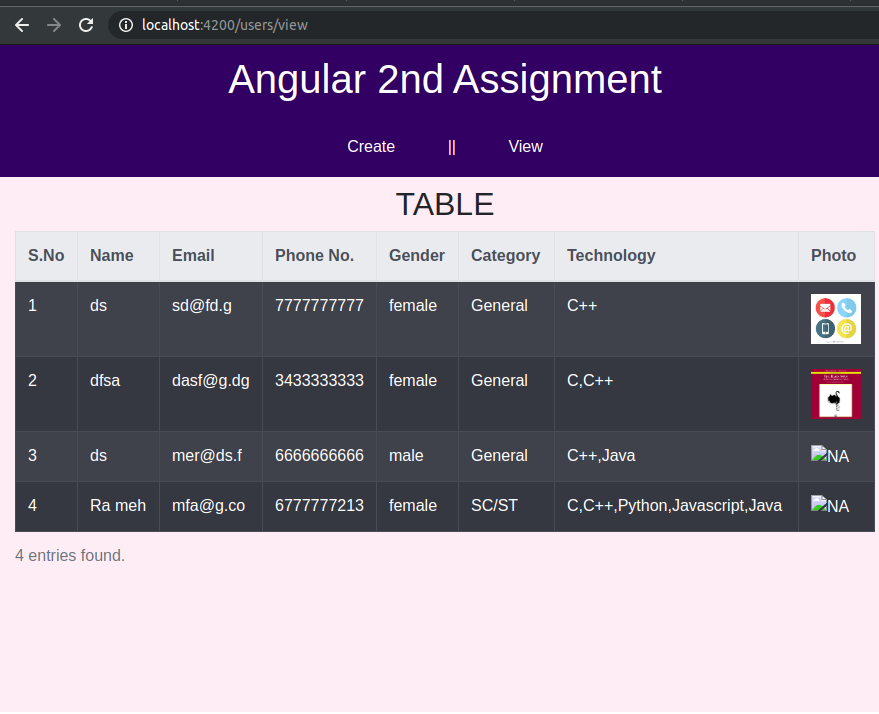 localhost:4200/users/view
Angular 2nd Assignment
Create || View
TABLE
S.No Name Email Phone No. Gender Category Technology Photo
1 ds sd@fd.g 7777777777 female General C++
2 dfsa dasf@g.dg 3433333333 female General C,C++
3 ds mer@ds.f 6666666666 male General C++,Java NA
4 Ra meh mfa@g.co 6777777213 female SC/ST C,C++,Python,Javascript,Java NA
4 entries found.